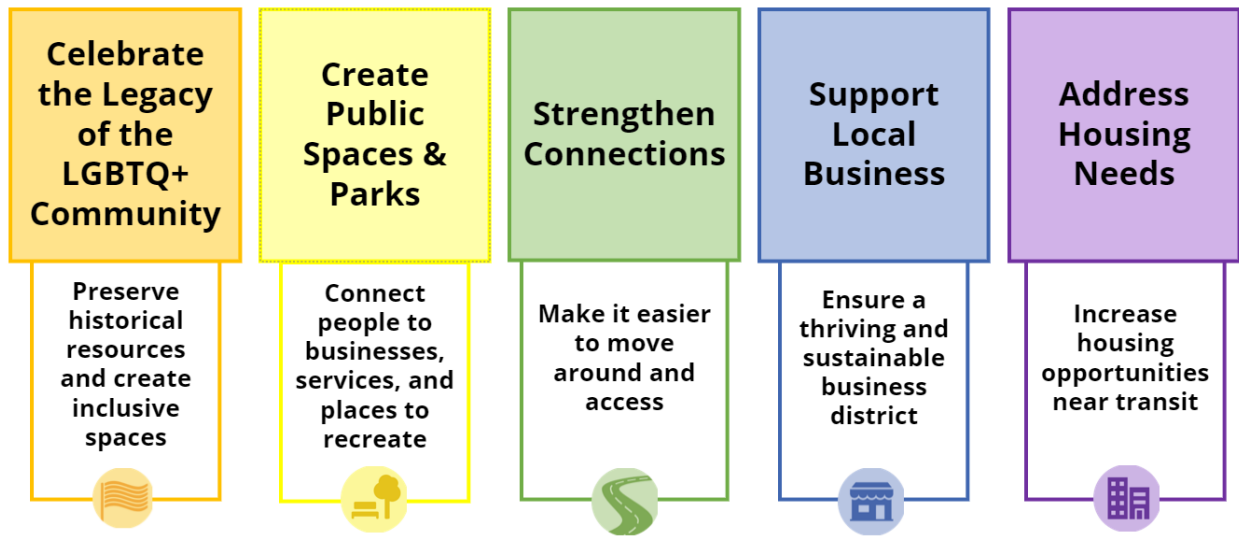 Celebrate
the Legacy
of the
LGBTQ+
Community
Preserve
historical
resources
and create
inclusive
spaces
Create
Public
Spaces &
Parks
Connect
people to
businesses,
services, and
places to
recreate
Strengthen
Connections
Make it easier
to move
around and
access
Support
Local
Business
Ensure a
thriving and
sustainable
business
district
Address
Housing
Needs
Increase
housing
opportunities
near transit